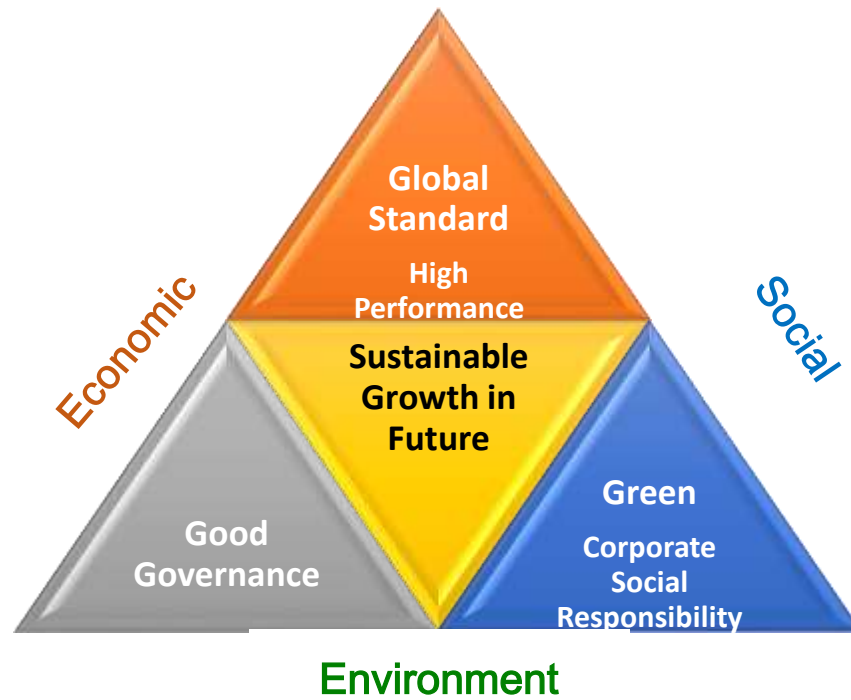 Global
Standard
High
Performance
Economic
Social
Sustainable
Growth in
Future
Good
Governance
Green
Corporate
Social
Responsibility
Environment